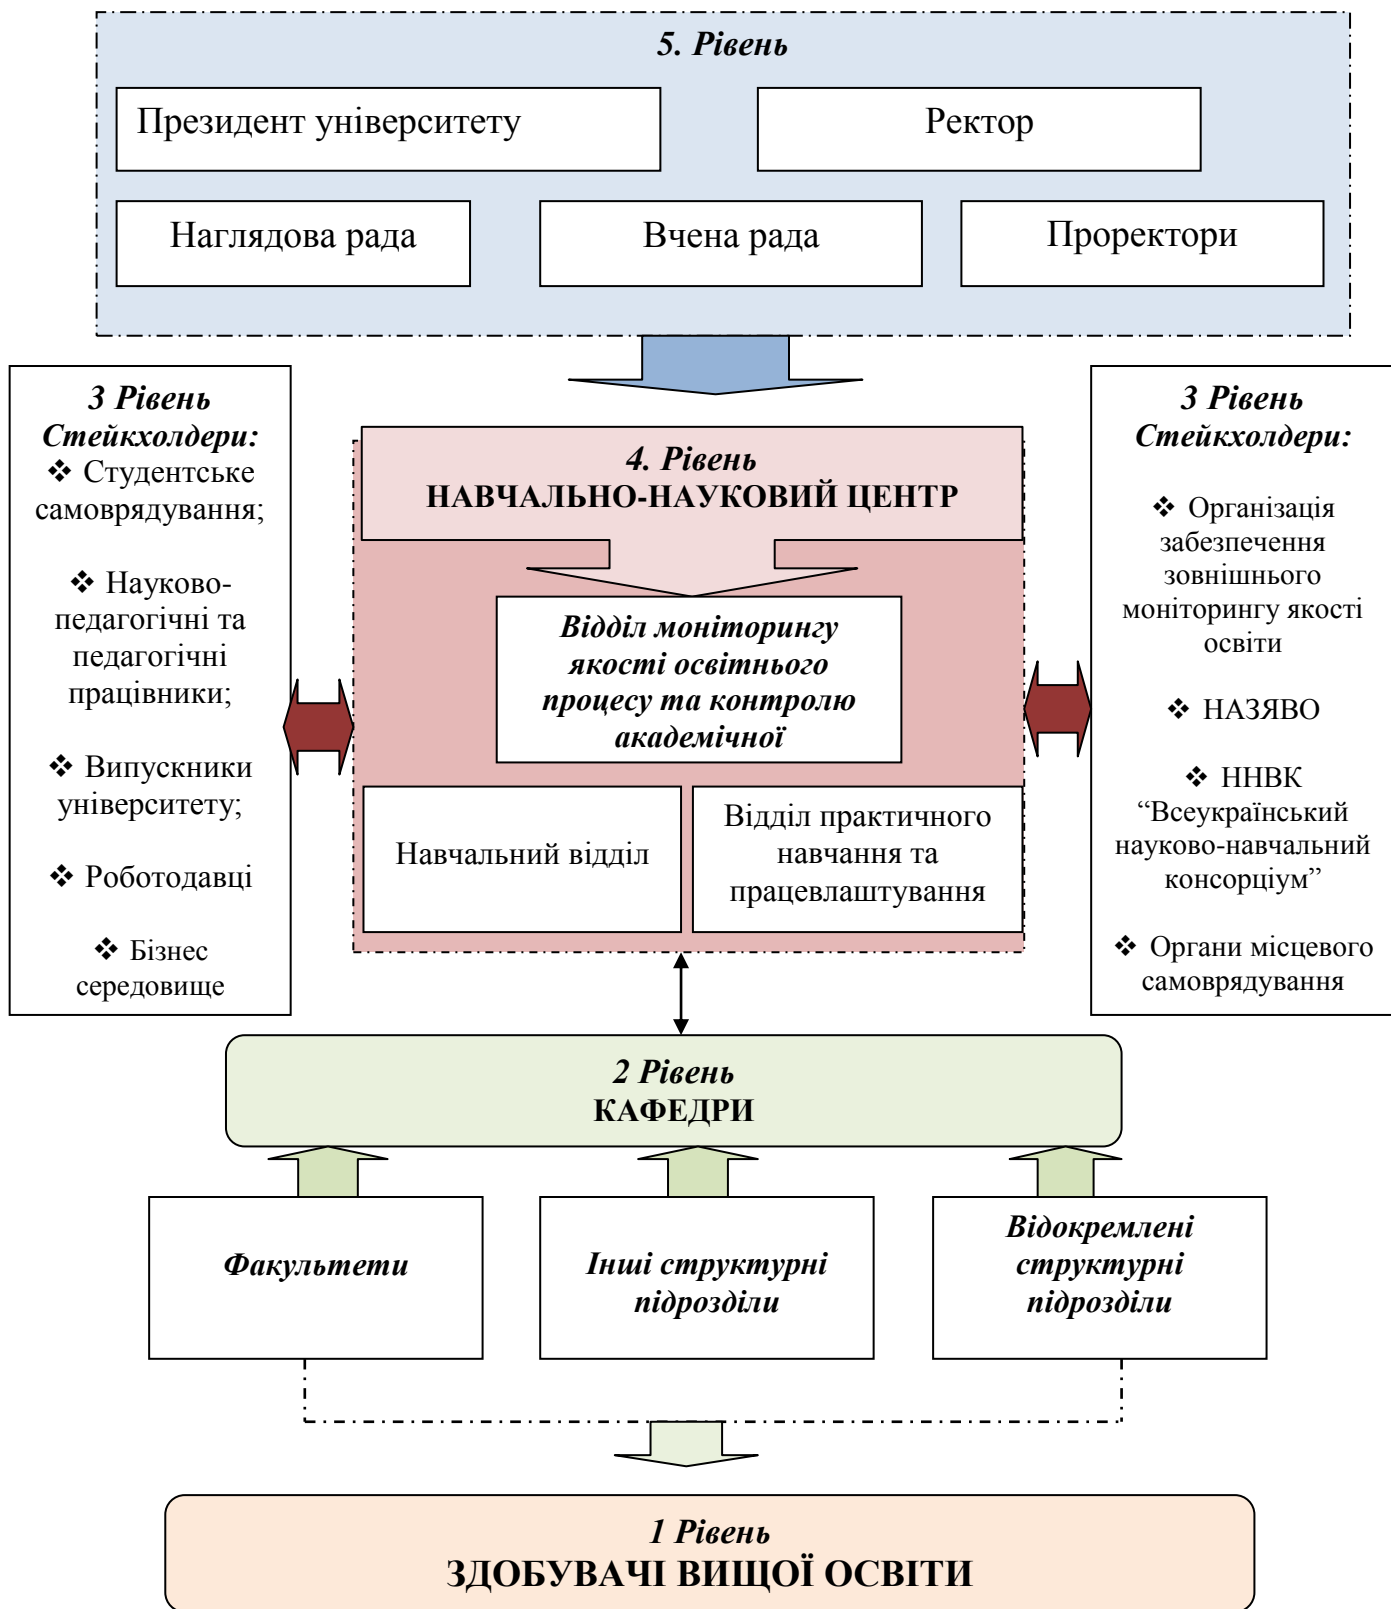 5. Рівень
Президент університету
Ректор
Наглядова рада
Вчена рада
Проректори
3 Рівень
Стейкхолдери:
❖ Студентське
самоврядування;
❖ Науково-
педагогічні та
педагогічні
працівники;
❖ Випускники
університету;
❖ Роботодавці
❖ Бізнес
середовище
4. Рівень
НАВЧАЛЬНО-НАУКОВИЙ ЦЕНТР
Відділ моніторингу
якості освітнього
процесу та контролю
академічної
Навчальний відділ
Відділ практичного
навчання та
працевлаштування
3 Рівень
Стейкхолдери:
❖ Організація
забезпечення
зовнішнього
моніторингу якості
освіти
❖ НАЗЯВО
❖ ННВК
“Всеукраїнський
науково-навчальний
консорціум”
❖ Органи місцевого
самоврядування
2 Рівень
КАФЕДРИ
Факультети
Інші структурні
підрозділи
Відокремлені
структурні
підрозділи
1 Рівень
ЗДОБУВАЧІ ВИЩОЇ ОСВІТИ